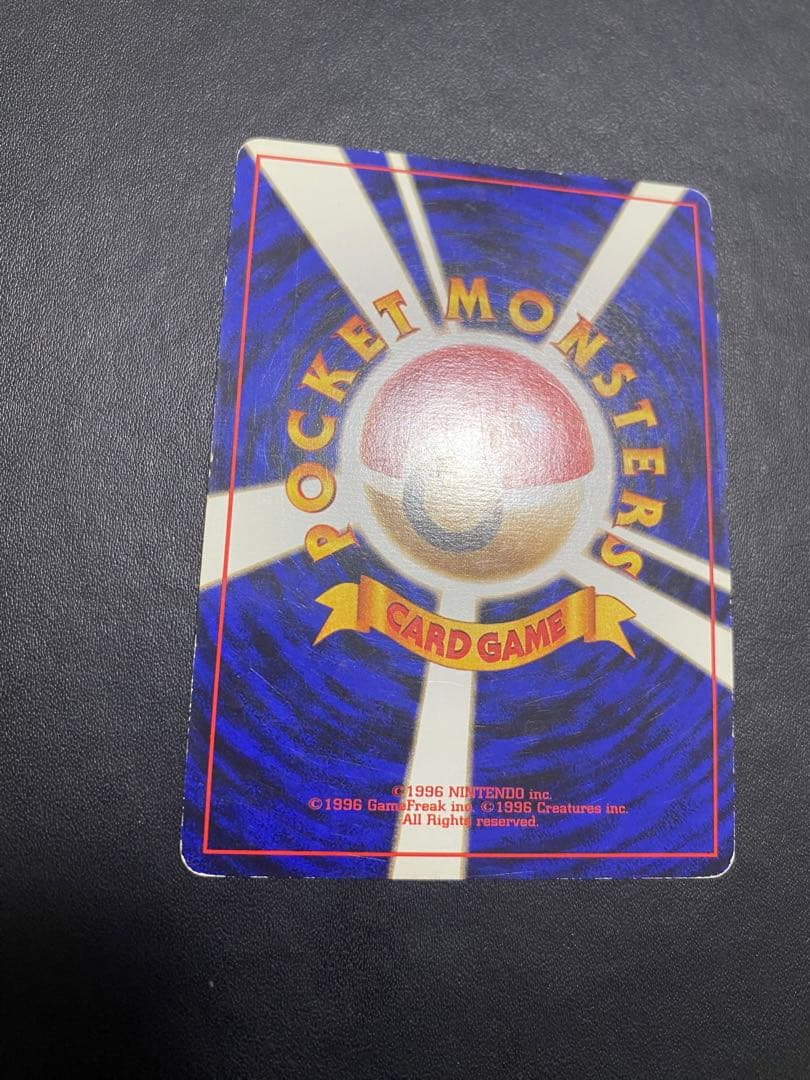 POCKET MONSTERS
CARD GAME
©1996 NINTENDO inc.
©1996 GameFreak inc. ©1996 Creatures inc.
All Rights reserved.